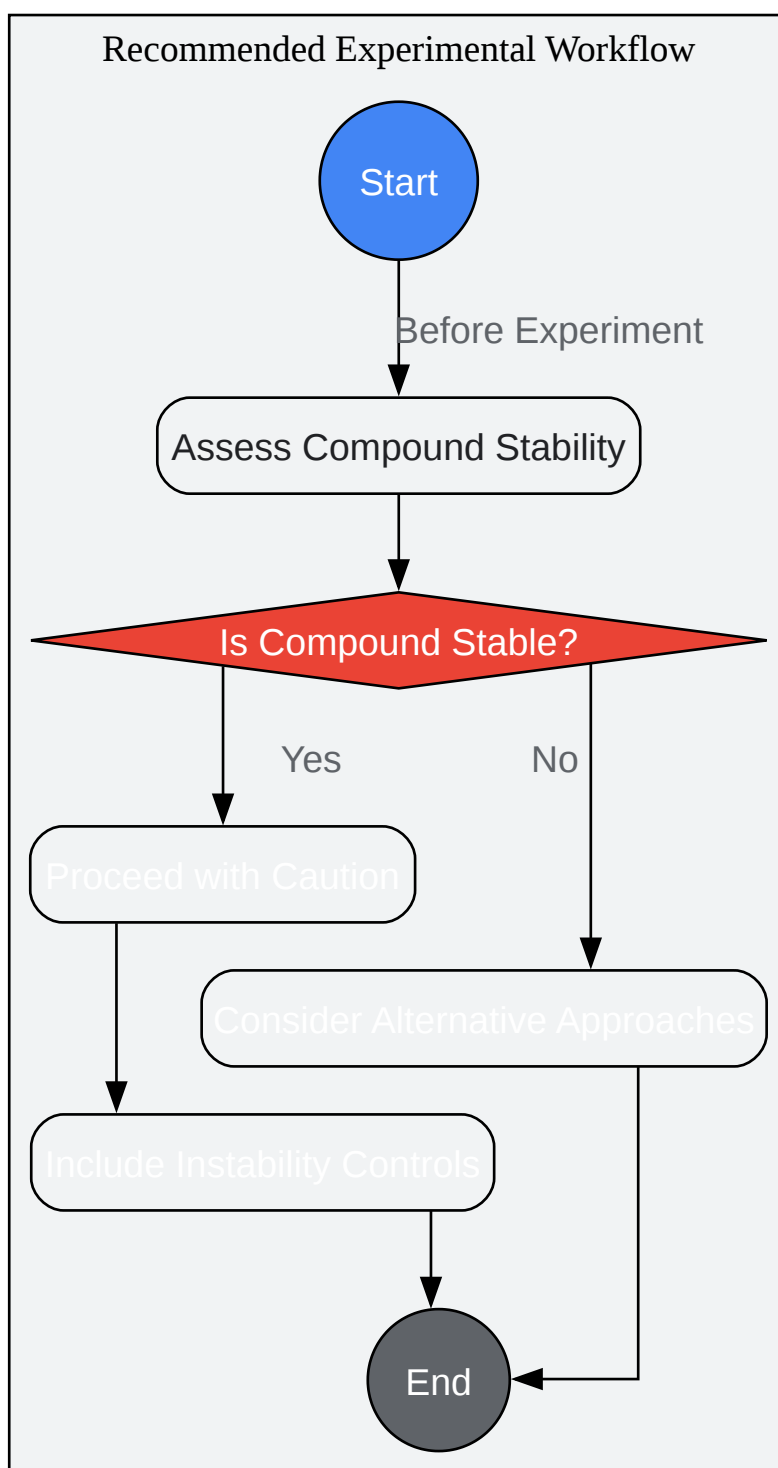 Recommended Experimental Workflow
Start
Before Experiment
Assess Compound Stability
Is Compound Stable?
Yes
No
Proceed with Caution
Consider Alternative Approaches
Include Instability Controls
End